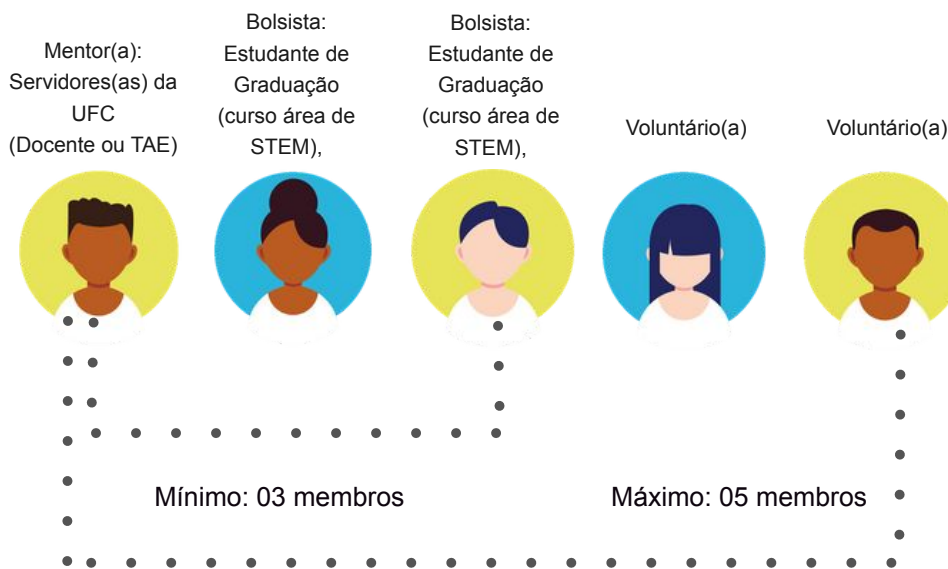 Mentor(a):
Servidores(as) da
UFC
(Docente ou TAE)
Bolsista:
Estudante de
Graduação
(curso área de
STEM),
Bolsista:
Estudante de
Graduação
(curso área de
STEM),
Voluntário(a)
Voluntário(a)
Mínimo: 03 membros
Máximo: 05 membros